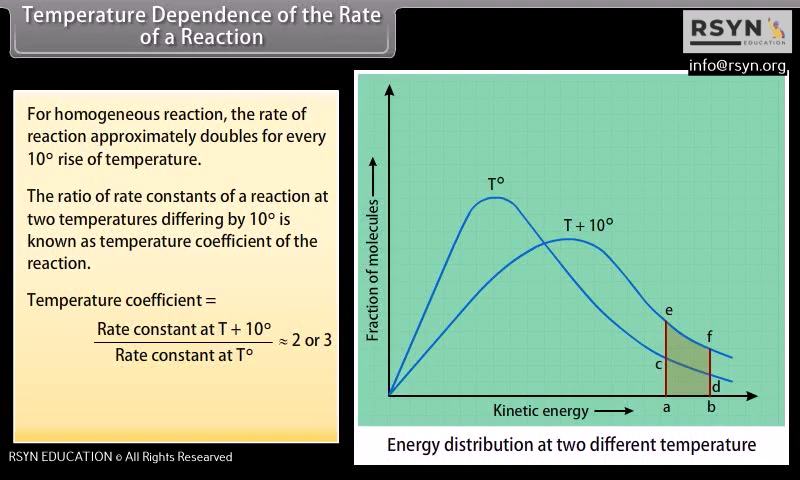 Temperature Dependence of the Rate
of a Reaction
RSYN
EDUCATION
info@rsyn.org
For homogeneous reaction, the rate of
reaction approximately doubles for every
10° rise of temperature.
The ratio of rate constants of a reaction at
two temperatures differing by 10° is
known as temperature coefficient of the
reaction.
Temperature coefficient =
Rate constant at T + 10°
Rate constant at T°
≈ 2 or 3
Fraction of molecules
T°
T + 10°
e
f
c
d
a
b
Kinetic energy
Energy distribution at two different temperature
RSYN EDUCATION © All Rights Researved